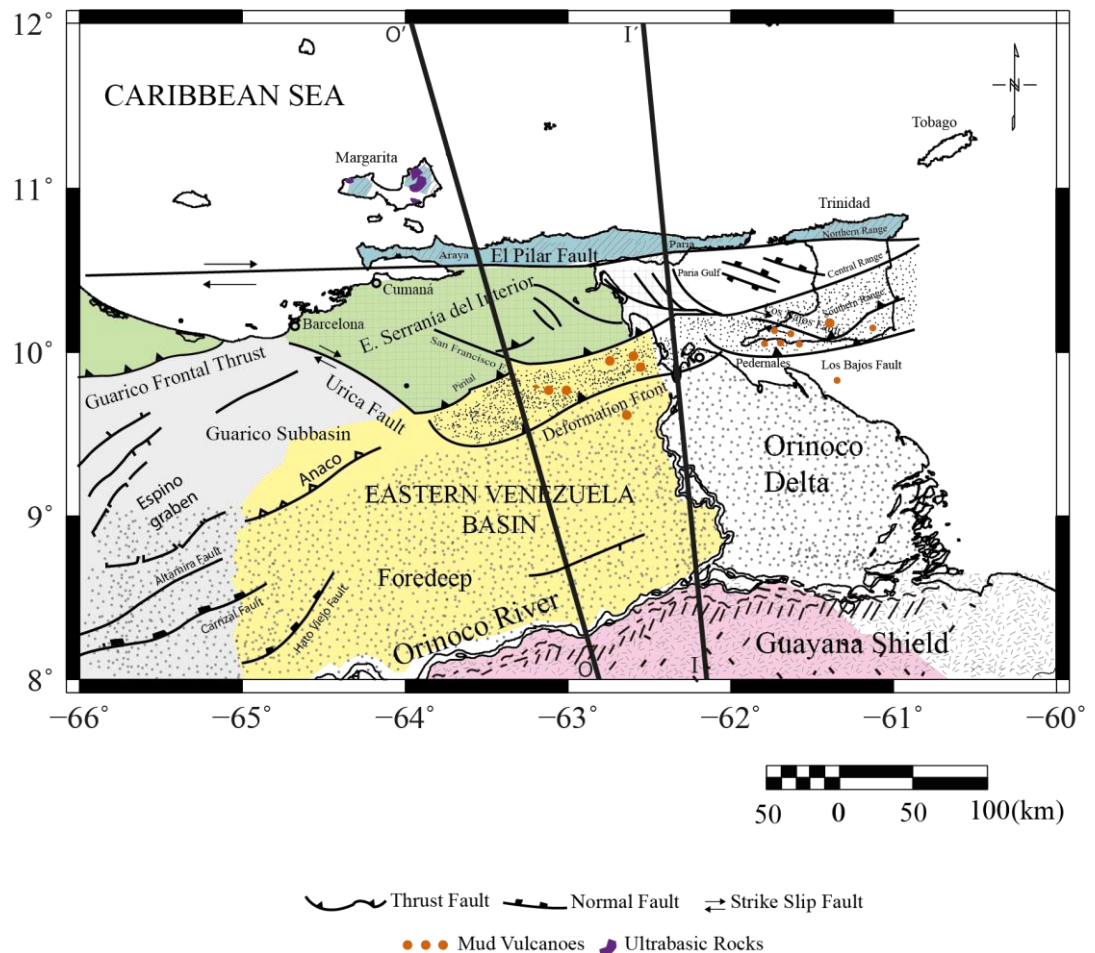 12°
O'
I´
CARIBBEAN SEA
N
Tobago
Margarita
11°
Trinidad
Northern Range
Araya
El Pilar Fault
Paria
Central Range
Paria Gulf
Cumaná
E. Serranía del Interior
Southern Range
Los Bajos Fault
Barcelona
10°
San Francisco
Pirital
Pedernales
Los Bajos Fault
Guarico Frontal Thrust
Urica Fault
Deformation Front
Guarico Subbasin
Orinoco
Delta
Anaco
EASTERN VENEZUELA
BASIN
Espino
graben
9°
Altamira Fault
Foredeep
Carrizal Fault
Hato Viejo Fault
Orinoco River
Guayana Shield
O
I
8°
−66° −65° −64° −63° −62° −61° −60°
50 0 50 100(km)
Thrust Fault Normal Fault Strike Slip Fault
Mud Vulcanoes Ultrabasic Rocks